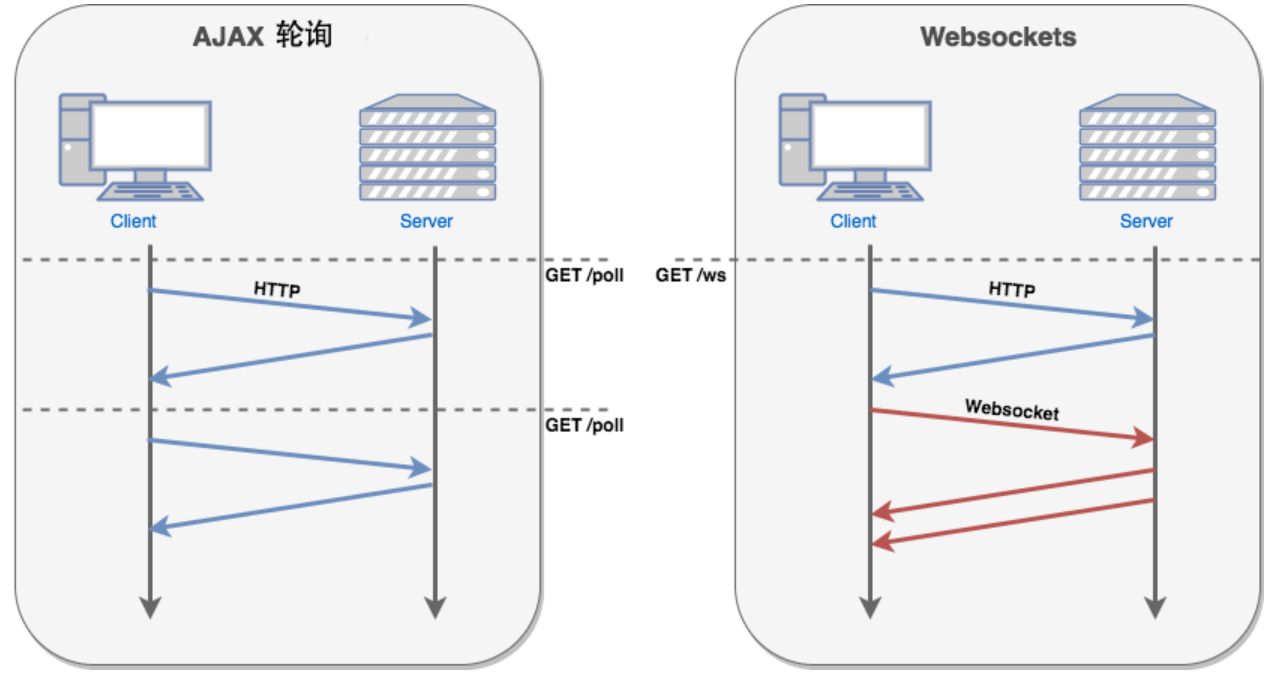 AJAX 轮询
Client
Server
GET /poll
HTTP
GET /poll
Websockets
Client
Server
GET /ws
HTTP
Websocket